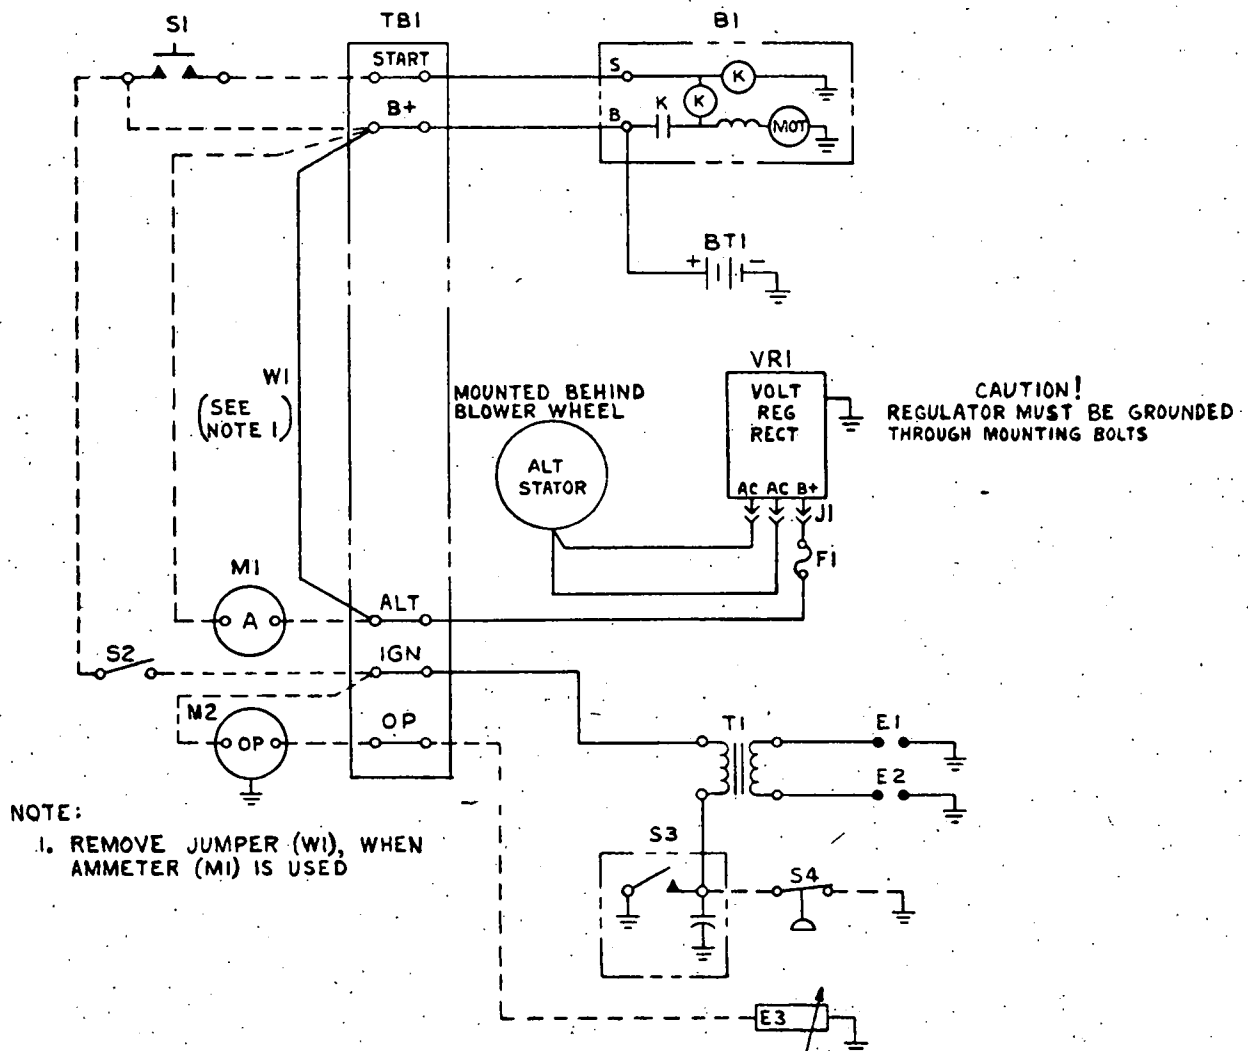 S1
TB1
B1
START
S
K
B+
K
B
K
MOT
BT1
+
-
W1
(SEE
NOTE 1)
MOUNTED BEHIND
BLOWER WHEEL
ALT
STATOR
VR1
VOLT
REG
RECT
AC AC B+
J1
F1
CAUTION!
REGULATOR MUST BE GROUNDED
THROUGH MOUNTING BOLTS
M1
A
ALT
S2
IGN
M2
OP
OP
T1
E1
E2
NOTE:
1. REMOVE JUMPER (W1), WHEN
AMMETER (M1) IS USED
S3
S4
E3